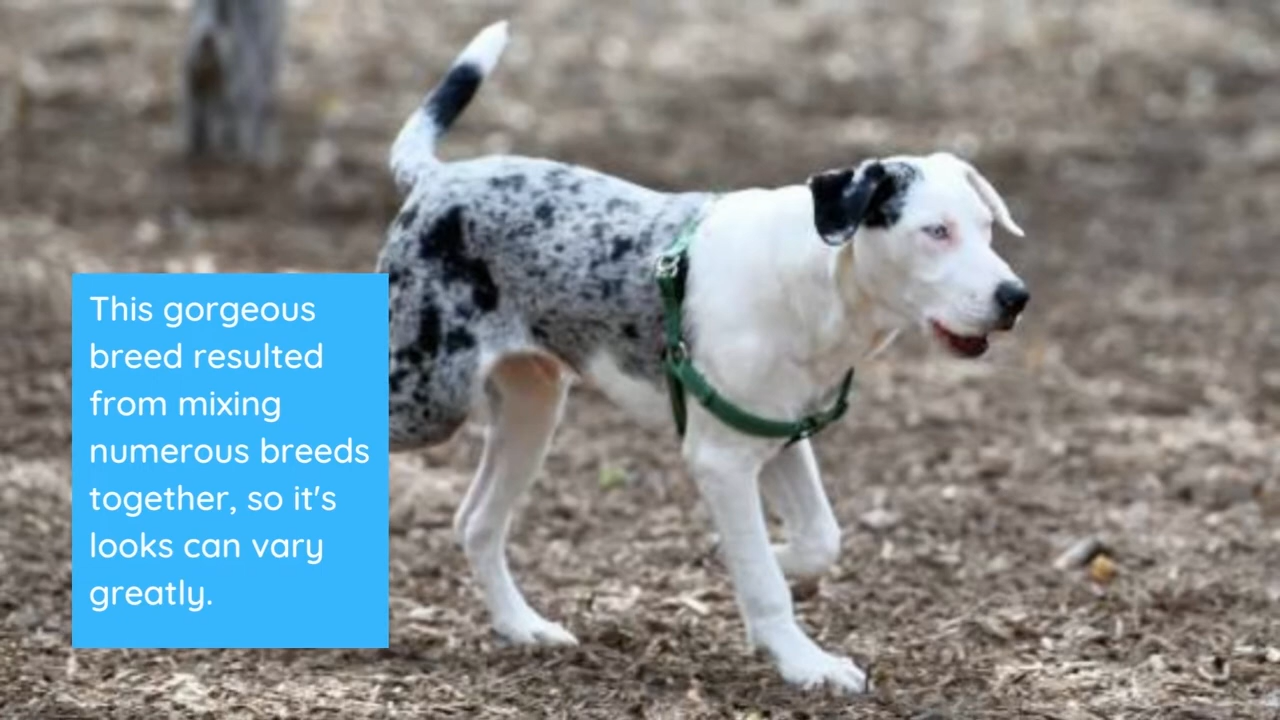 This gorgeous
breed resulted
from mixing
numerous breeds
together, so it's
looks can vary
greatly.